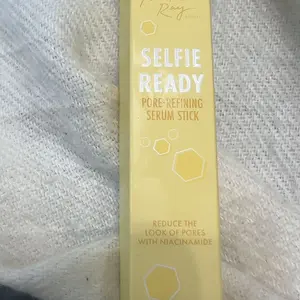 Ray
SELFIE
READY
PORE-REFINING
SERUM STICK
REDUCE THE
LOOK OF PORES
WITH NIACINAMIDE